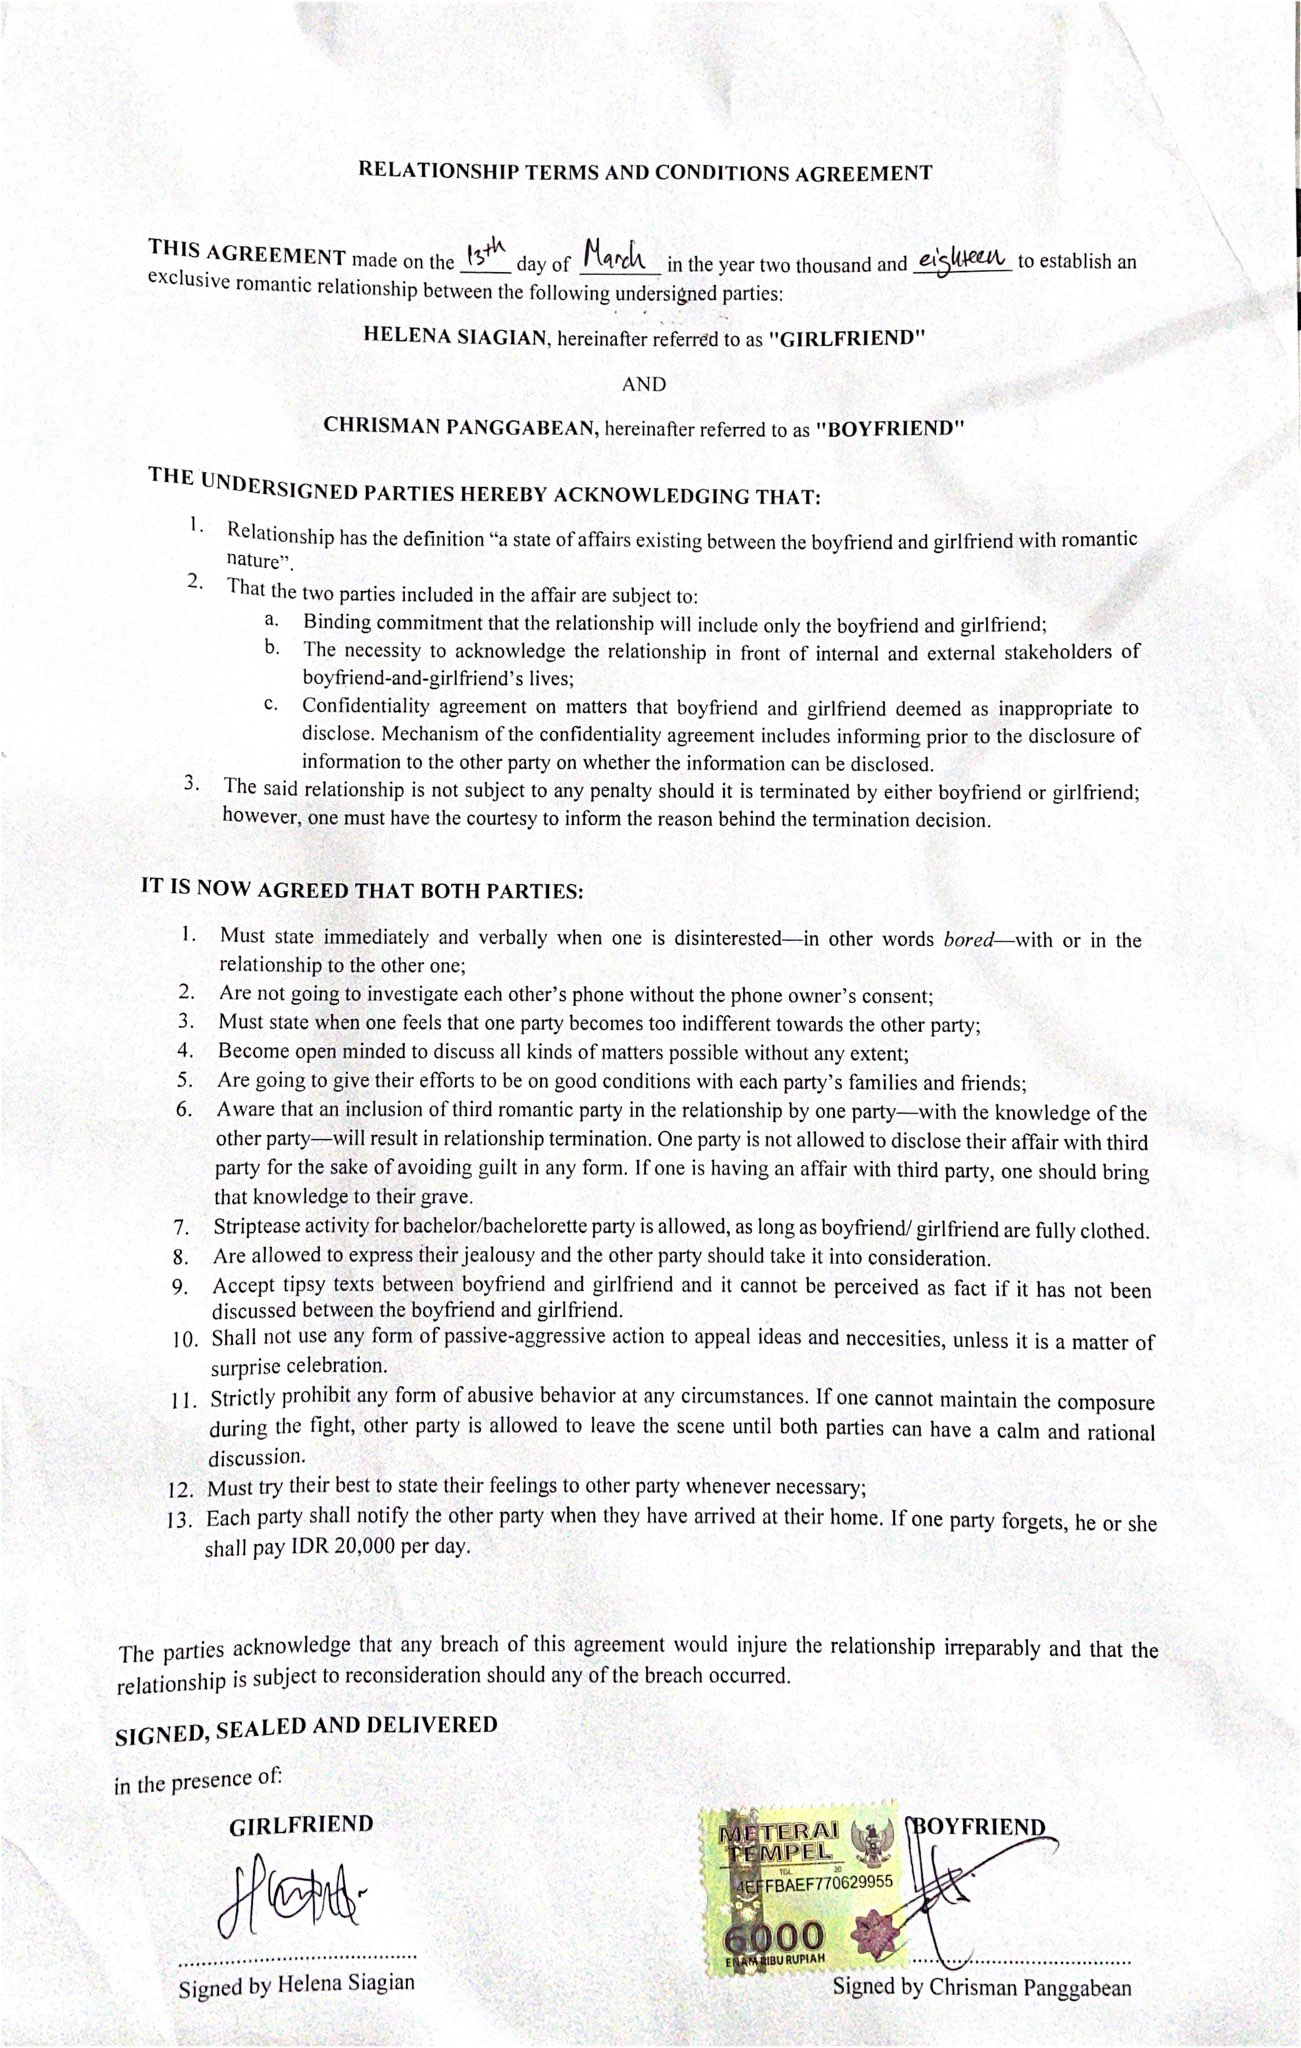 RELATIONSHIP TERMS AND CONDITIONS AGREEMENT
THIS AGREEMENT made on the 13th day of March in the year two thousand and eighteen to establish an
exclusive romantic relationship between the following undersigned parties:
HELENA SIAGIAN, hereinafter referred to as "GIRLFRIEND"
AND
CHRISMAN PANGGABEAN, hereinafter referred to as "BOYFRIEND"
THE UNDERSIGNED PARTIES HEREBY ACKNOWLEDGING THAT:
1. Relationship has the definition “a state of affairs existing between the boyfriend and girlfriend with romantic
nature”.
2. That the two parties included in the affair are subject to:
a. Binding commitment that the relationship will include only the boyfriend and girlfriend;
b. The necessity to acknowledge the relationship in front of internal and external stakeholders of
boyfriend-and-girlfriend’s lives;
c. Confidentiality agreement on matters that boyfriend and girlfriend deemed as inappropriate to
disclose. Mechanism of the confidentiality agreement includes informing prior to the disclosure of
information to the other party on whether the information can be disclosed.
3. The said relationship is not subject to any penalty should it is terminated by either boyfriend or girlfriend;
however, one must have the courtesy to inform the reason behind the termination decision.
IT IS NOW AGREED THAT BOTH PARTIES:
1. Must state immediately and verbally when one is disinterested—in other words bored—with or in the
relationship to the other one;
2. Are not going to investigate each other’s phone without the phone owner’s consent;
3. Must state when one feels that one party becomes too indifferent towards the other party;
4. Become open minded to discuss all kinds of matters possible without any extent;
5. Are going to give their efforts to be on good conditions with each party’s families and friends;
6. Aware that an inclusion of third romantic party in the relationship by one party—with the knowledge of the
other party—will result in relationship termination. One party is not allowed to disclose their affair with third
party for the sake of avoiding guilt in any form. If one is having an affair with third party, one should bring
that knowledge to their grave.
7. Striptease activity for bachelor/bachelorette party is allowed, as long as boyfriend/ girlfriend are fully clothed.
8. Are allowed to express their jealousy and the other party should take it into consideration.
9. Accept tipsy texts between boyfriend and girlfriend and it cannot be perceived as fact if it has not been
discussed between the boyfriend and girlfriend.
10. Shall not use any form of passive-aggressive action to appeal ideas and neccesities, unless it is a matter of
surprise celebration.
11. Strictly prohibit any form of abusive behavior at any circumstances. If one cannot maintain the composure
during the fight, other party is allowed to leave the scene until both parties can have a calm and rational
discussion.
12. Must try their best to state their feelings to other party whenever necessary;
13. Each party shall notify the other party when they have arrived at their home. If one party forgets, he or she
shall pay IDR 20,000 per day.
The parties acknowledge that any breach of this agreement would injure the relationship irreparably and that the
relationship is subject to reconsideration should any of the breach occurred.
SIGNED, SEALED AND DELIVERED
in the presence of:
GIRLFRIEND
Signed by Helena Siagian
METERAI
TEMPEL
TGL. 20
4EFFBAEF770629955
6000
ENAM RIBU RUPIAH
BOYFRIEND
Signed by Chrisman Panggabean